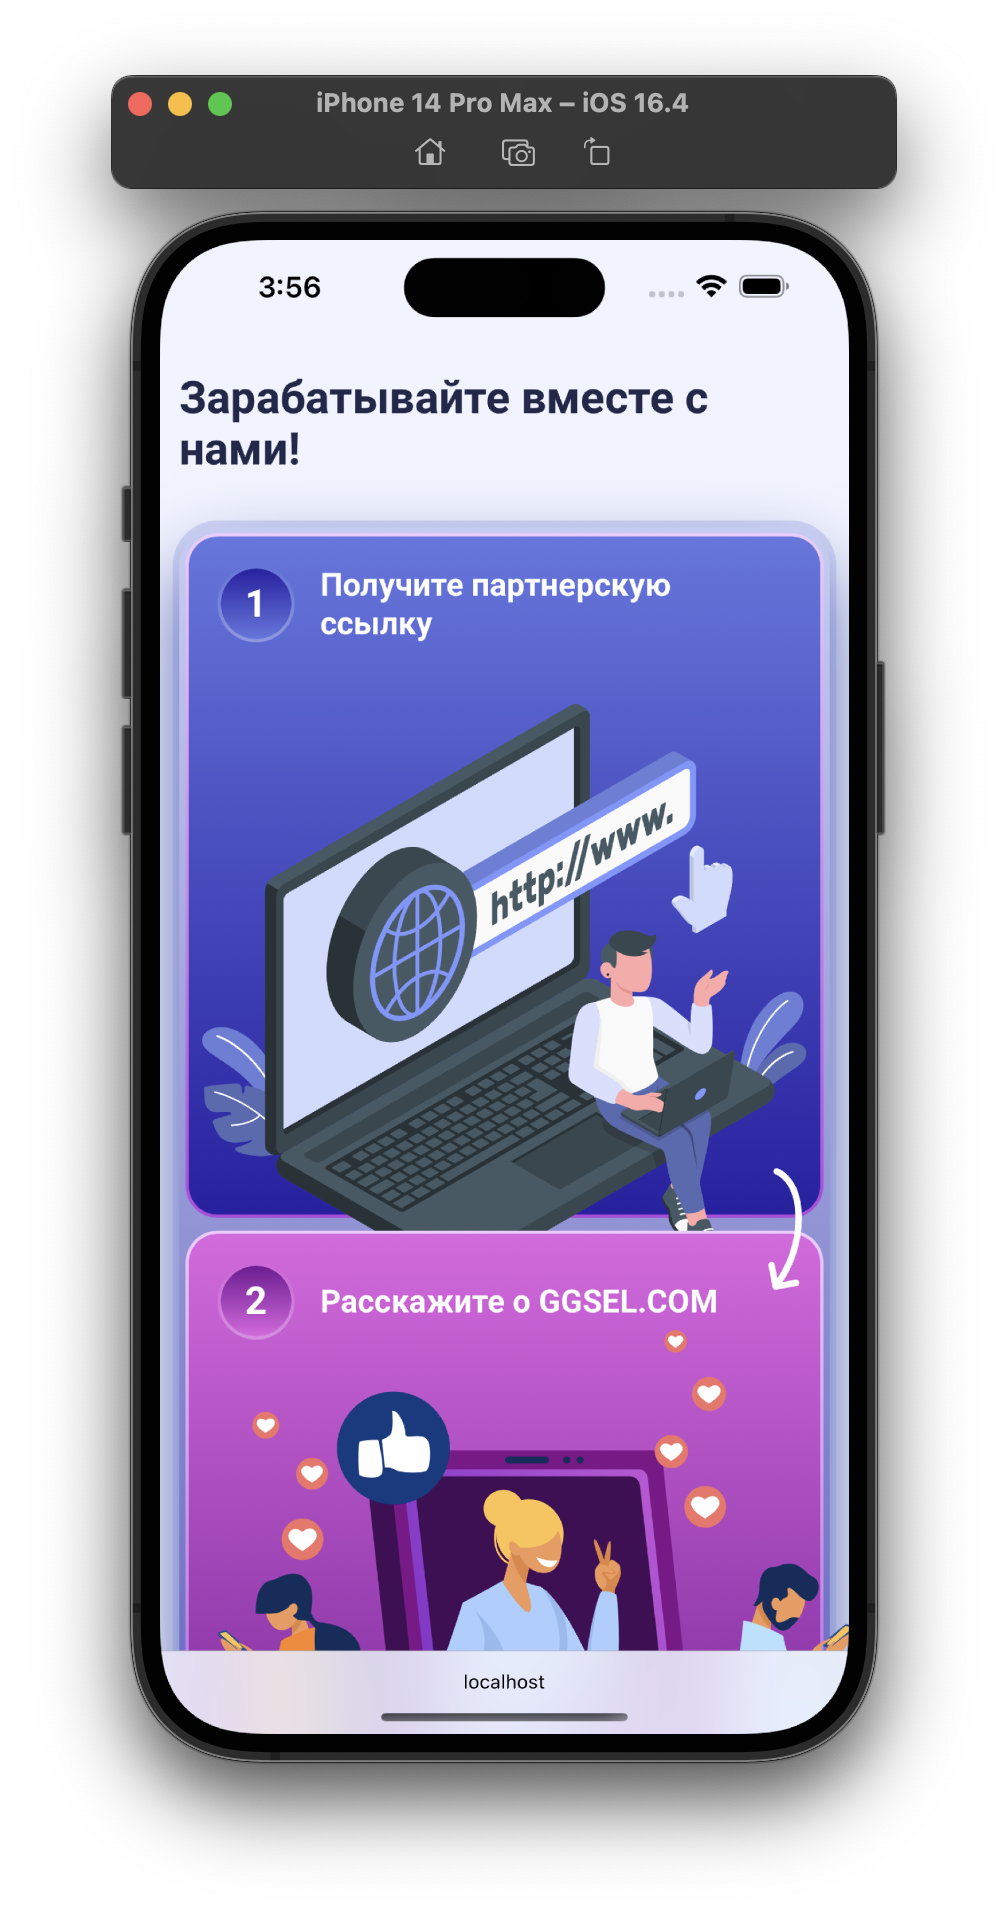 iPhone 14 Pro Max – iOS 16.4
3:56
Зарабатывайте вместе с
нами!
1
Получите партнерскую
ссылку
http://www.
2
Расскажите о GGSEL.COM
localhost